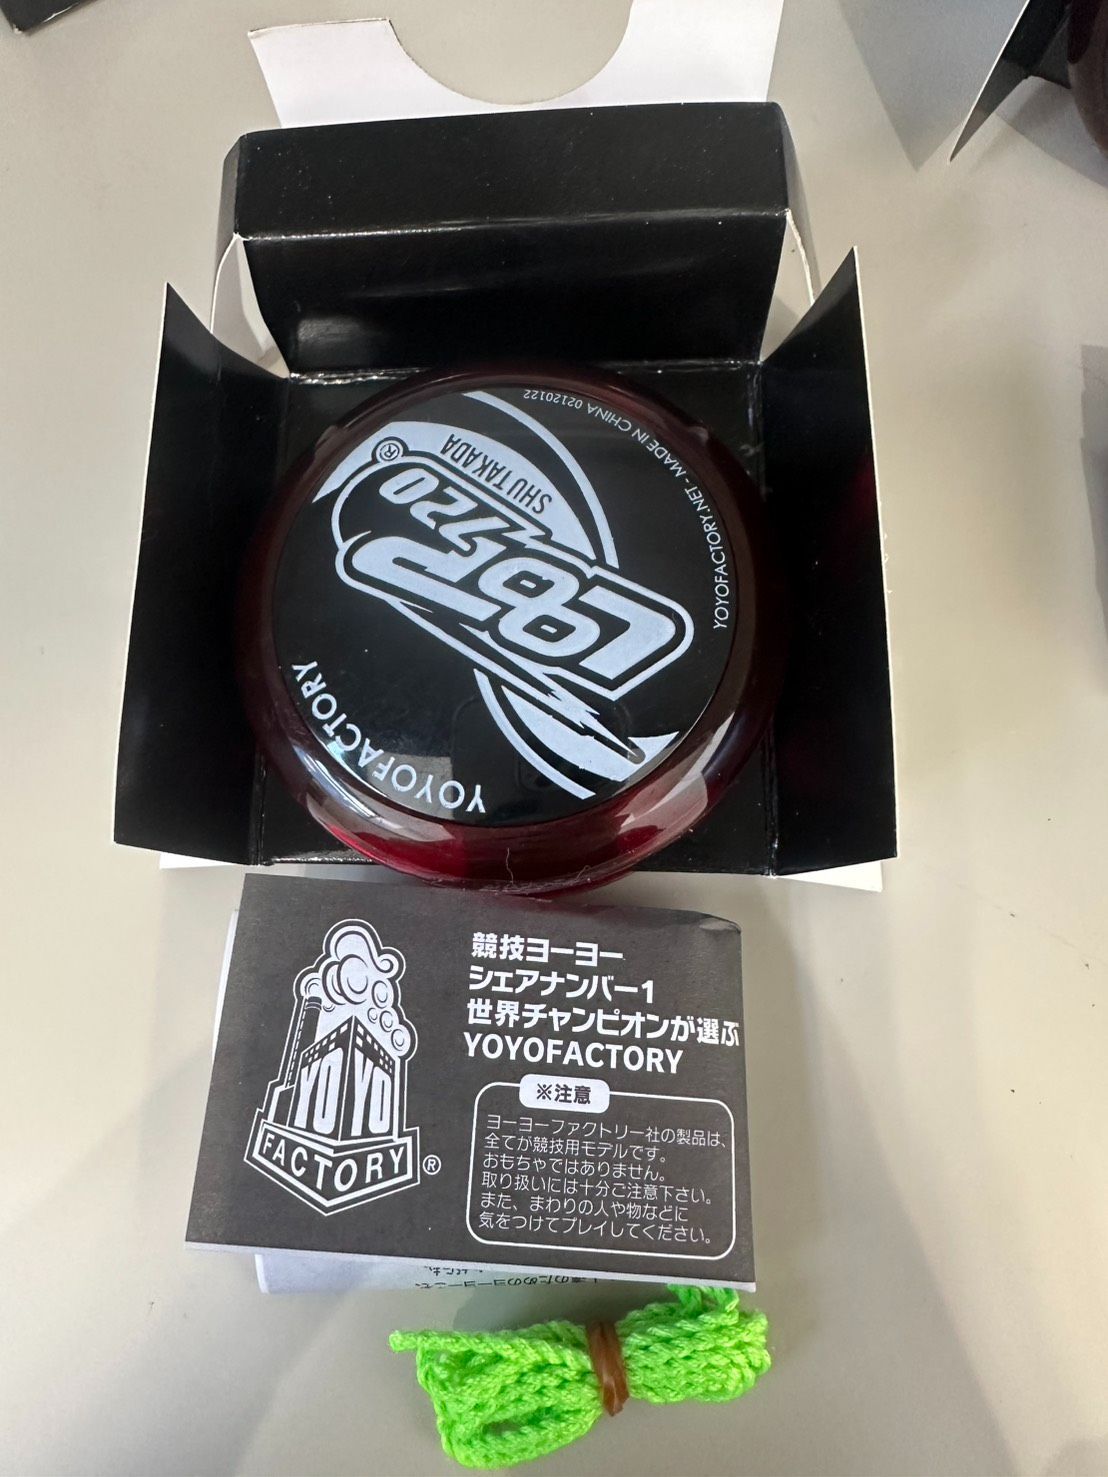 LOOP 720®
SHU TAKADA
YOYOFACTORY
YOYOFACTORY.NET - MADE IN CHINA 02120122
競技ヨーヨー
シェアナンバー1
世界チャンピオンが選ぶ
YOYOFACTORY
YOYO
FACTORY®
※注意
ヨーヨーファクトリー社の製品は、
全てが競技用モデルです。
おもちゃではありません。
取り扱いには十分ご注意下さい。
また、まわりの人や物などに
気をつけてプレイしてください。